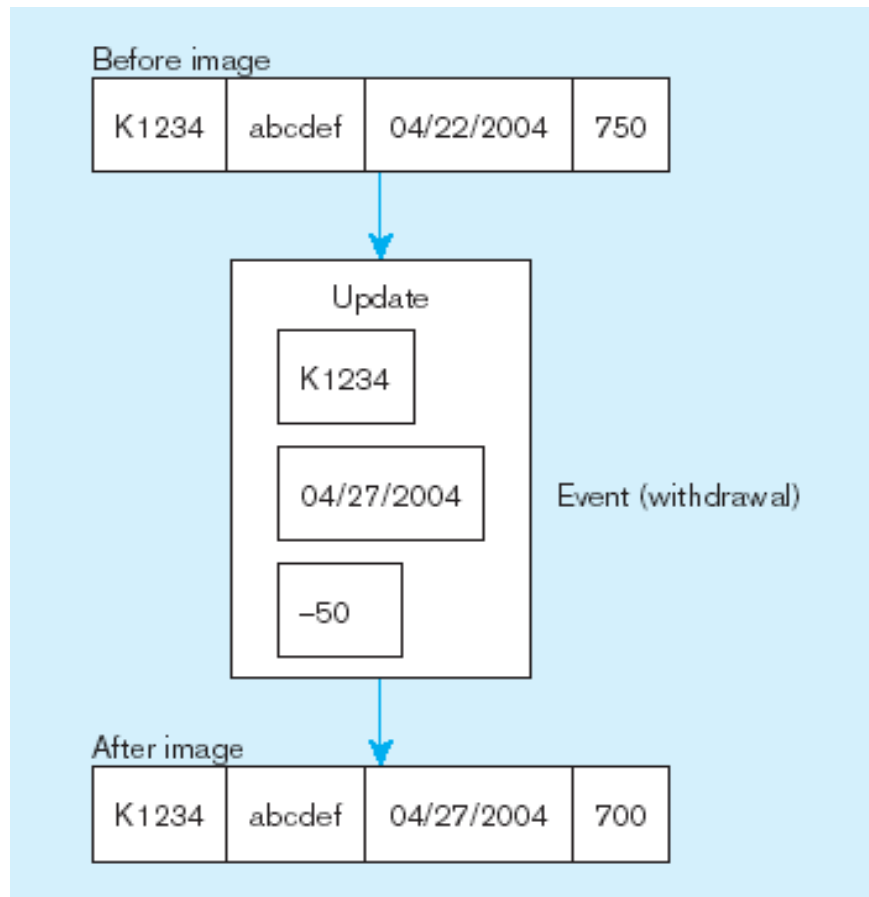 Before image
K1234 abcdef 04/22/2004 750
Update
K1234
04/27/2004
Event (withdrawal)
–50
After image
K1234 abcdef 04/27/2004 700